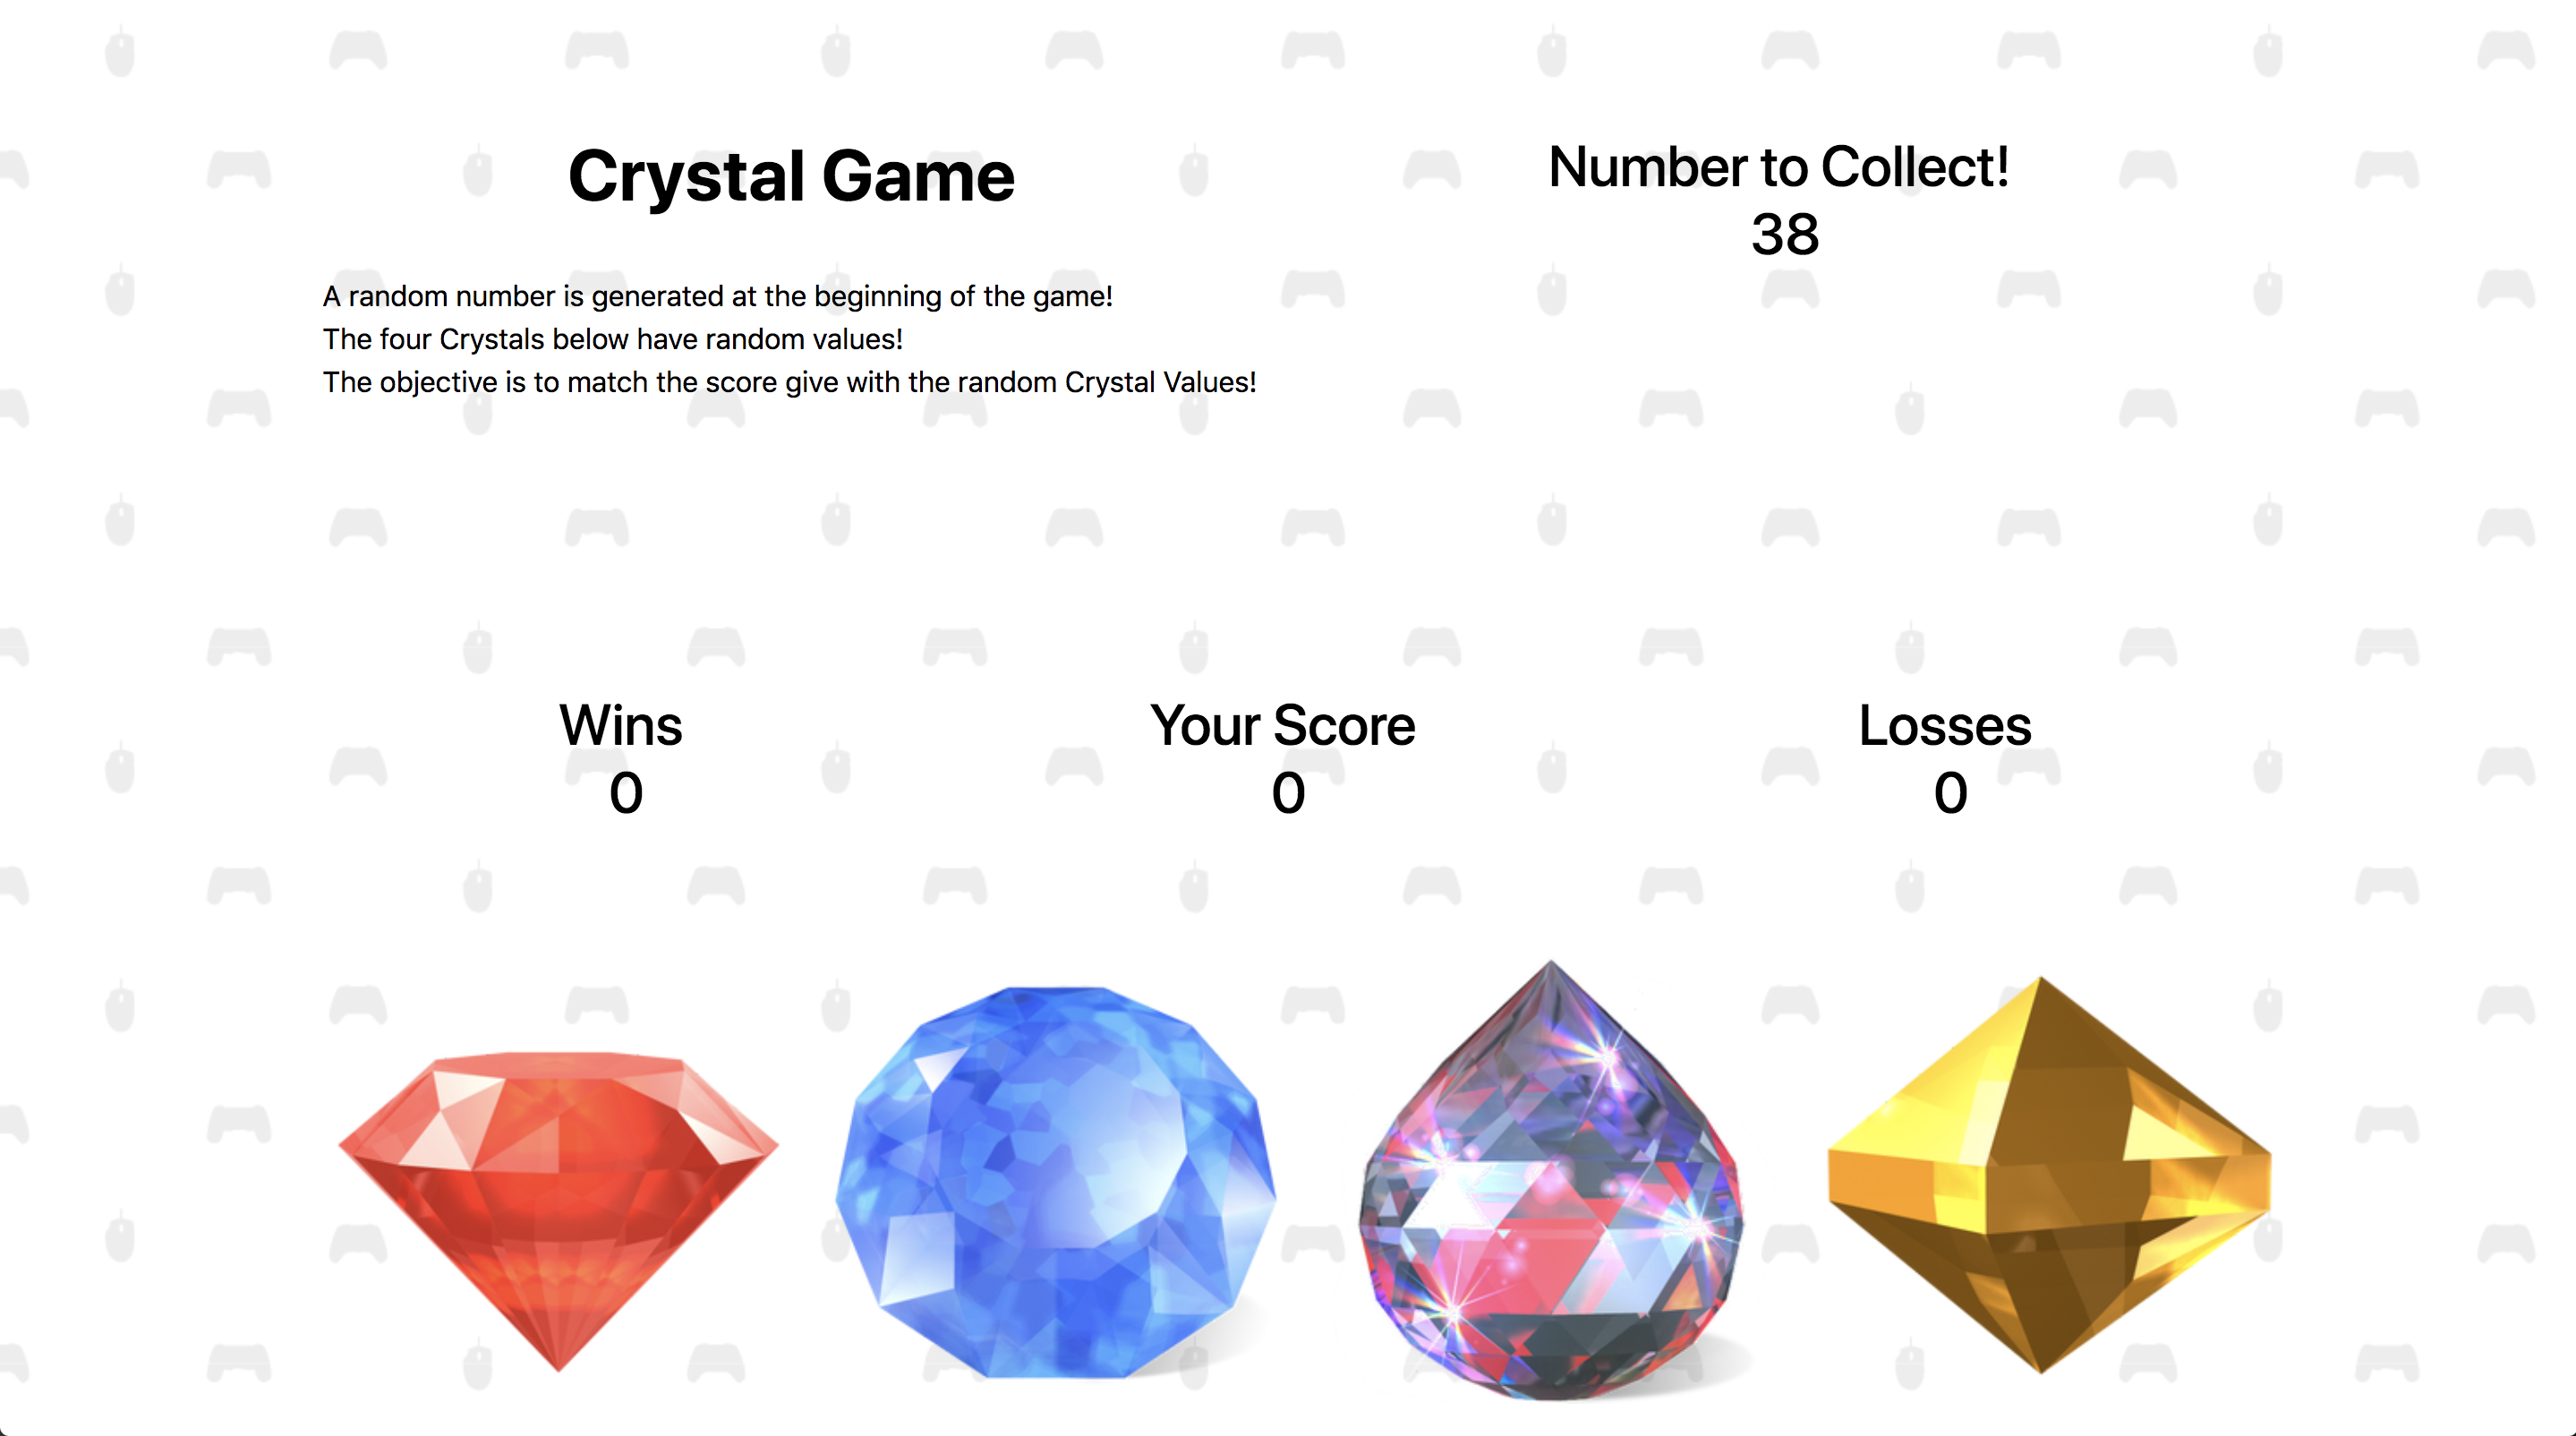 Crystal Game
A random number is generated at the beginning of the game!
The four Crystals below have random values!
The objective is to match the score give with the random Crystal Values!
Number to Collect!
38
Wins
0
Your Score
0
Losses
0